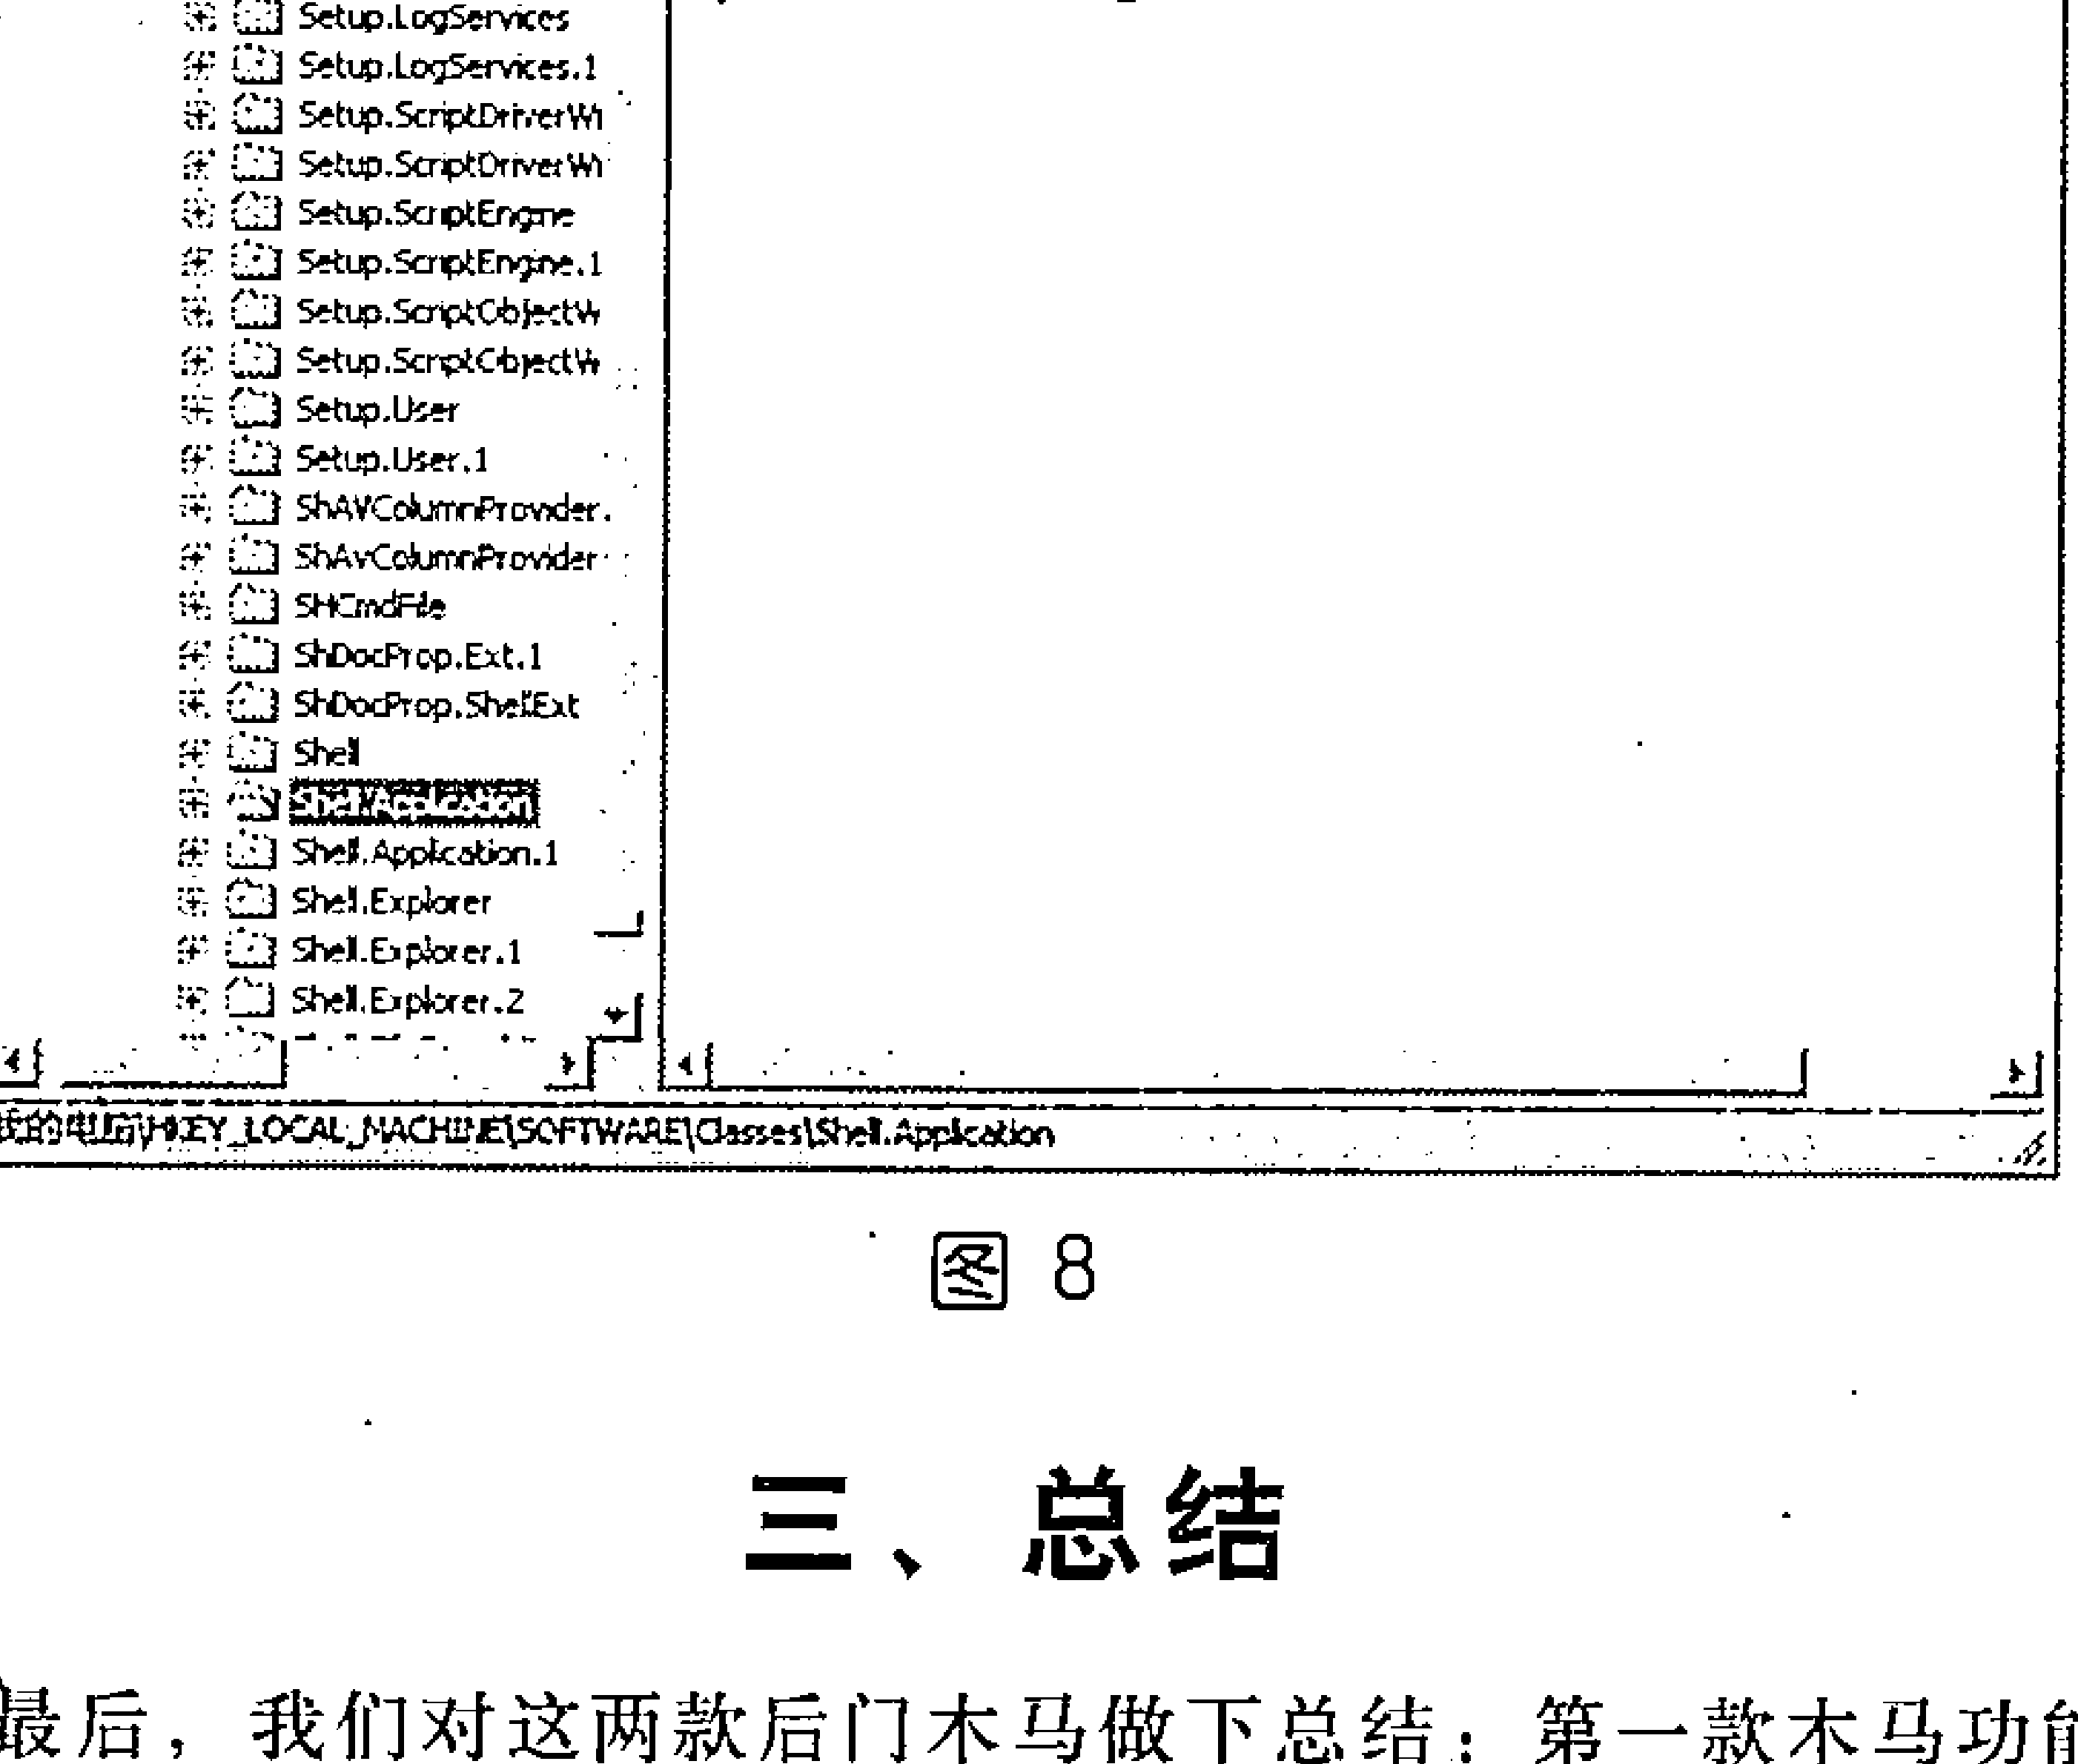 Setup.LogServices
Setup.LogServices.1
Setup.ScriptDriverWi
Setup.ScriptDriverWi
Setup.ScriptEngine
Setup.ScriptEngine.1
Setup.ScriptObjectW
Setup.ScriptObjectW
Setup.User
Setup.User.1
ShAVColumnProvider.
ShAvColumnProvider
SHCmdFile
ShDocProp.Ext.1
ShDocProp.ShellExt
Shell
Shell.Application
Shell.Application.1
Shell.Explorer
Shell.Explorer.1
Shell.Explorer.2
的电脑\HKEY_LOCAL_MACHINE\SOFTWARE\Classes\Shell.Application
图 8
三、总结
最后，我们对这两款后门木马做下总结：第一款木马功能